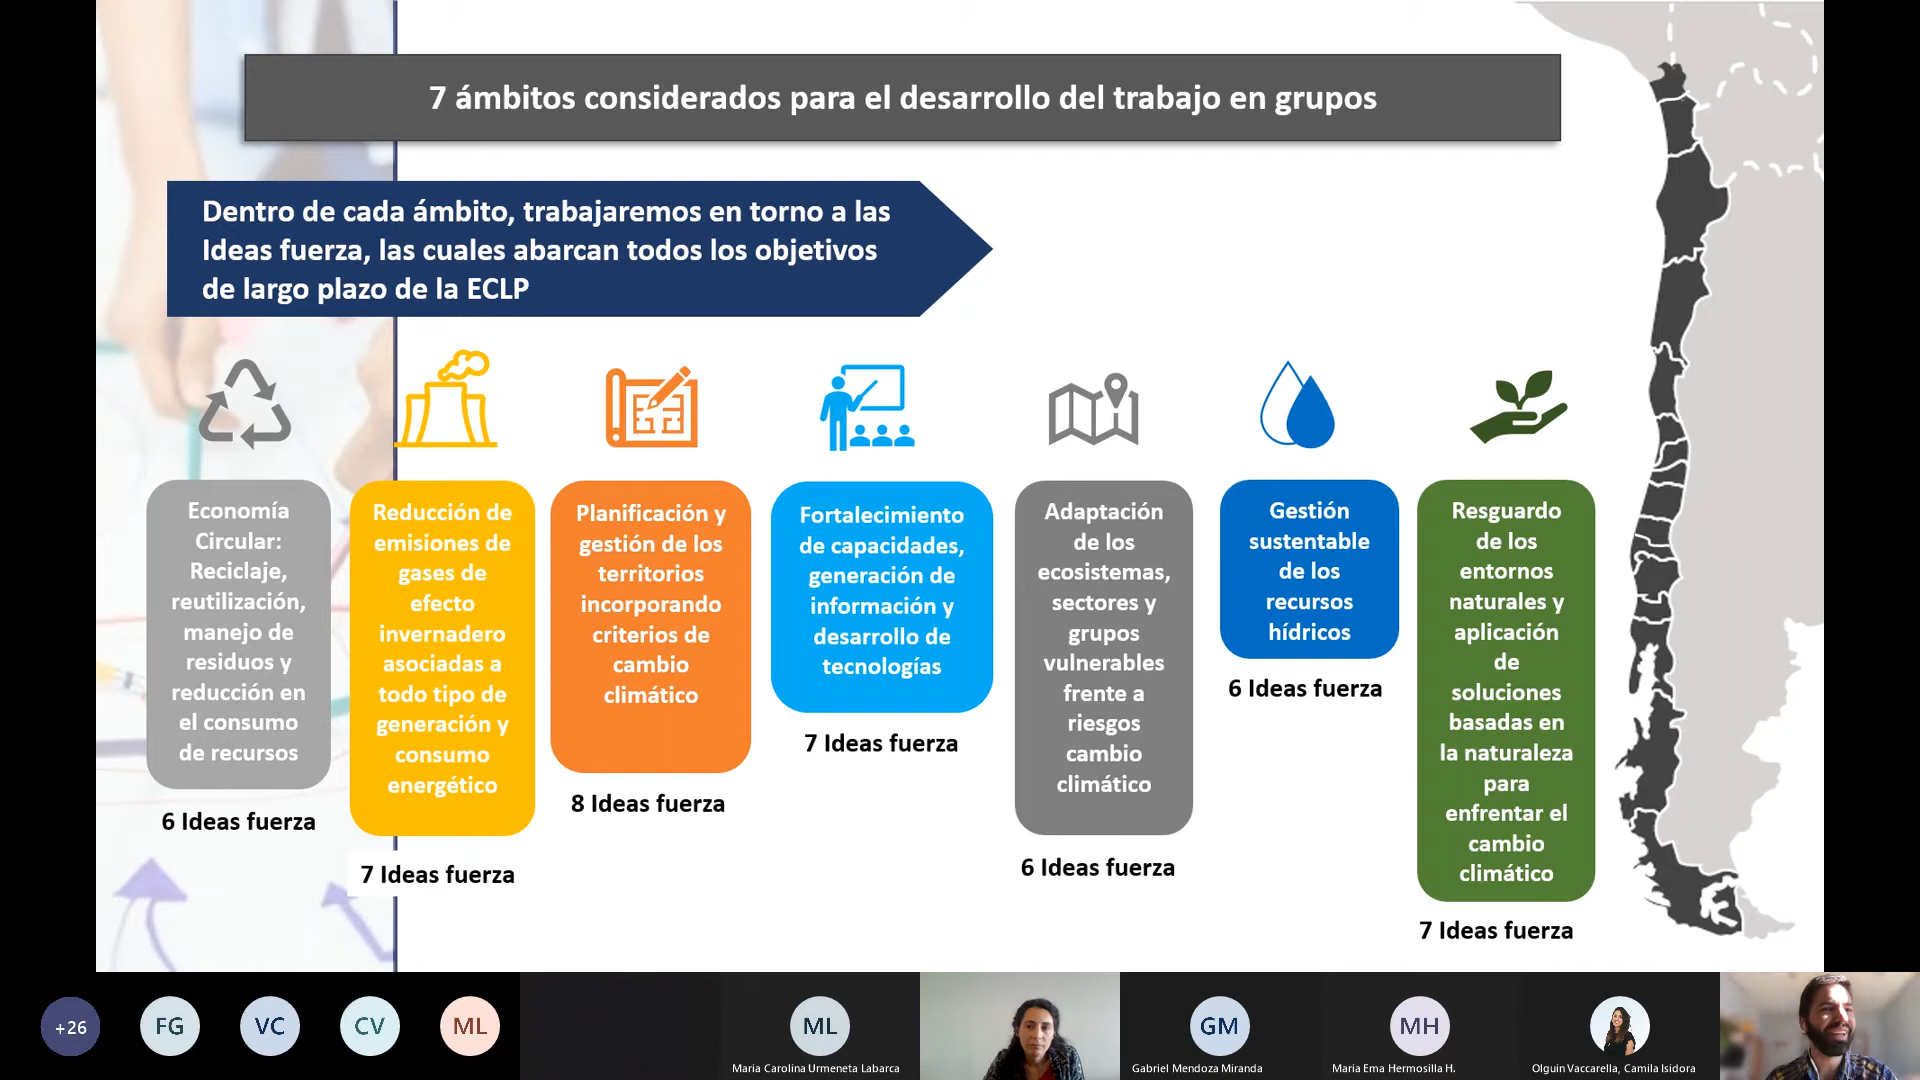 7 ámbitos considerados para el desarrollo del trabajo en grupos
Dentro de cada ámbito, trabajaremos en torno a las
Ideas fuerza, las cuales abarcan todos los objetivos
de largo plazo de la ECLP
Economía
Circular:
Reciclaje,
reutilización,
manejo de
residuos y
reducción en
el consumo
de recursos
6 Ideas fuerza
Reducción de
emisiones de
gases de
efecto
invernadero
asociadas a
todo tipo de
generación y
consumo
energético
7 Ideas fuerza
Planificación y
gestión de los
territorios
incorporando
criterios de
cambio
climático
8 Ideas fuerza
Fortalecimiento
de capacidades,
generación de
información y
desarrollo de
tecnologías
7 Ideas fuerza
Adaptación
de los
ecosistemas,
sectores y
grupos
vulnerables
frente a
riesgos
cambio
climático
6 Ideas fuerza
Gestión
sustentable
de los
recursos
hídricos
6 Ideas fuerza
Resguardo
de los
entornos
naturales y
aplicación
de
soluciones
basadas en
la naturaleza
para
enfrentar el
cambio
climático
7 Ideas fuerza
+26
FG
VC
CV
ML
ML
Maria Carolina Urmeneta Labarca
GM
Gabriel Mendoza Miranda
MH
Maria Ema Hermosilla H.
Olguin Vaccarella, Camila Isidora